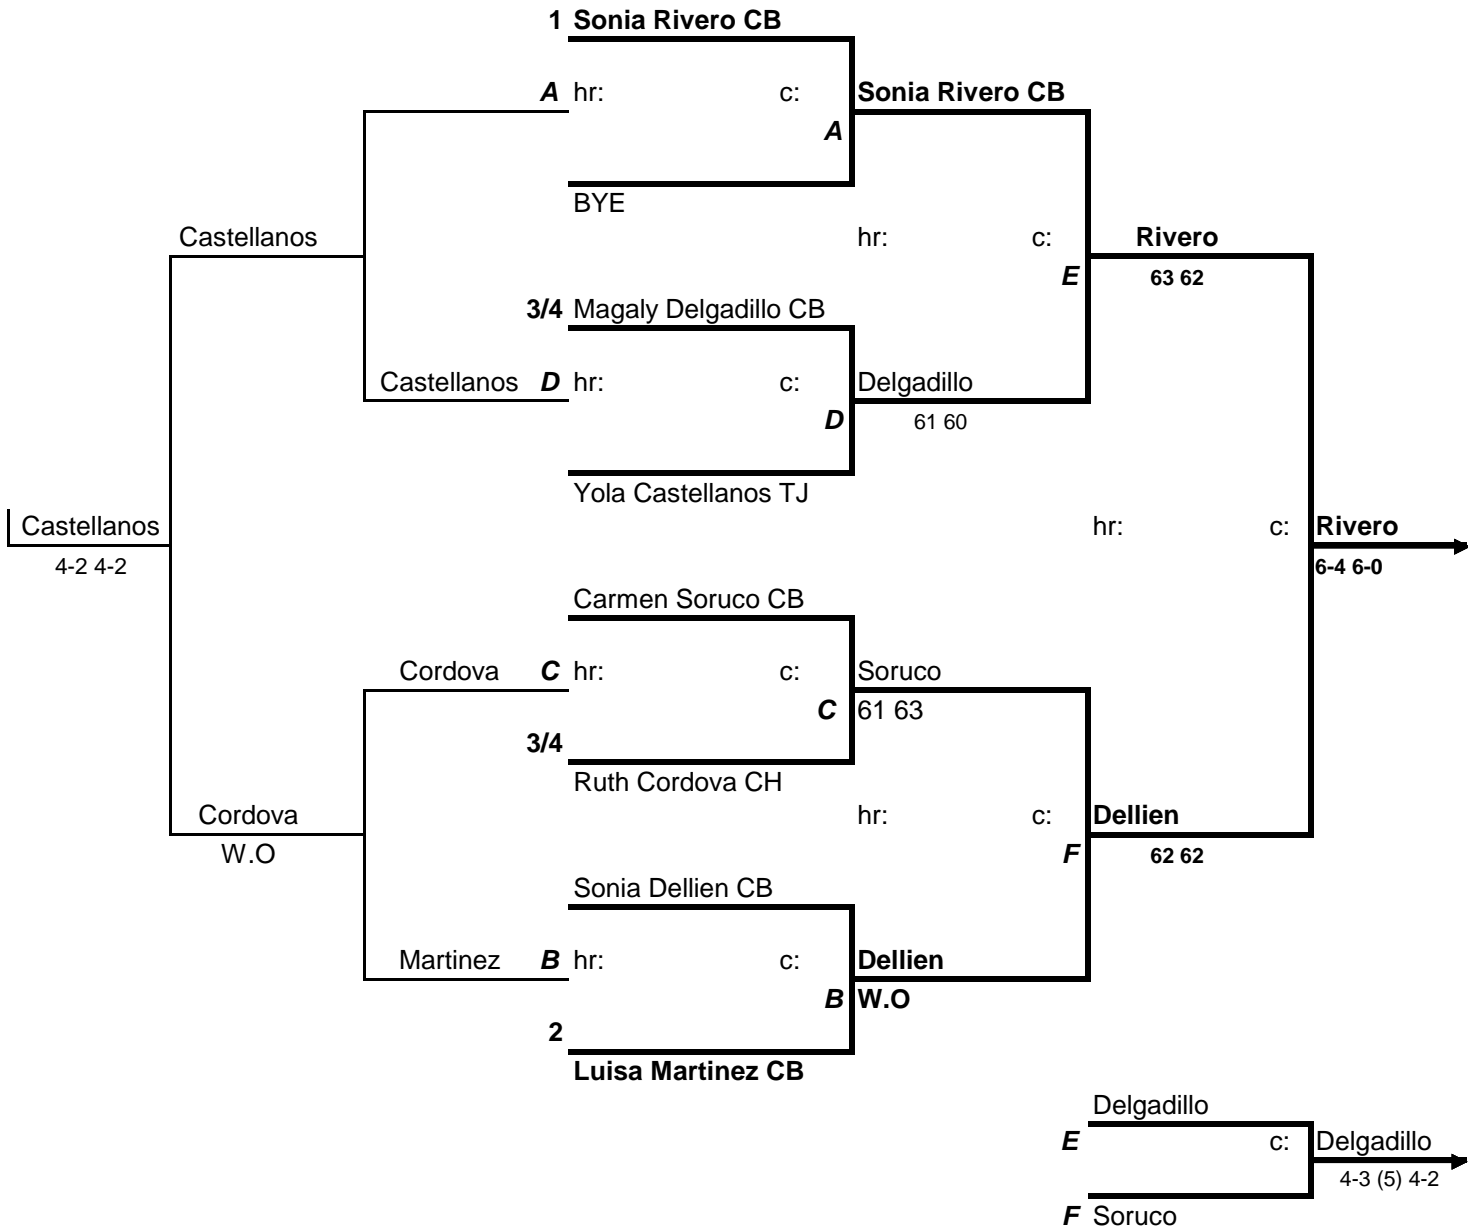 1 Sonia Rivero CB
A hr: c: Sonia Rivero CB
A
BYE
Castellanos hr: c: Rivero
E 63 62
3/4 Magaly Delgadillo CB
Castellanos D hr: c: Delgadillo
D 61 60
Yola Castellanos TJ
Castellanos hr: c: Rivero
4-2 4-2 6-4 6-0
Carmen Soruco CB
Cordova C hr: c: Soruco
C 61 63
3/4
Ruth Cordova CH
Cordova hr: c: Dellien
W.O F 62 62
Sonia Dellien CB
Martinez B hr: c: Dellien
B W.O
2
Luisa Martinez CB
Delgadillo
E c: Delgadillo
4-3 (5) 4-2
F Soruco